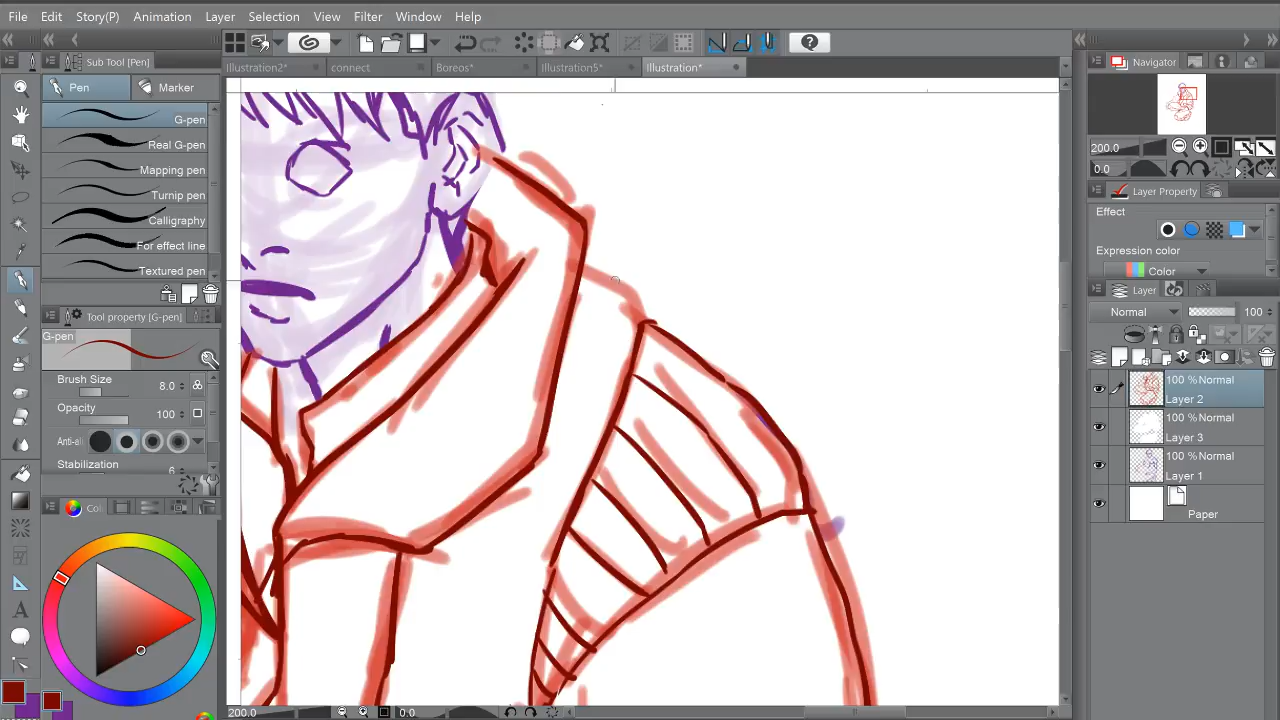 File Edit Story(P) Animation Layer Selection View Filter Window Help
Sub Tool [Pen]
Illustration2* connect Boreos* Illustration5* Illustration*
Pen Marker
G-pen
Real G-pen
Mapping pen
Turnip pen
Calligraphy
For effect line
Textured pen
Tool property [G-pen]
G-pen
Brush Size 8.0
Opacity 100
Anti-al
Stabilization 6
Col
200.0 0.0
Navigator
200.0
0.0
Layer Property
Effect
Expression color
Color
Layer
Normal 100
100 %Normal
Layer 2
100 %Normal
Layer 3
100 %Normal
Layer 1
Paper